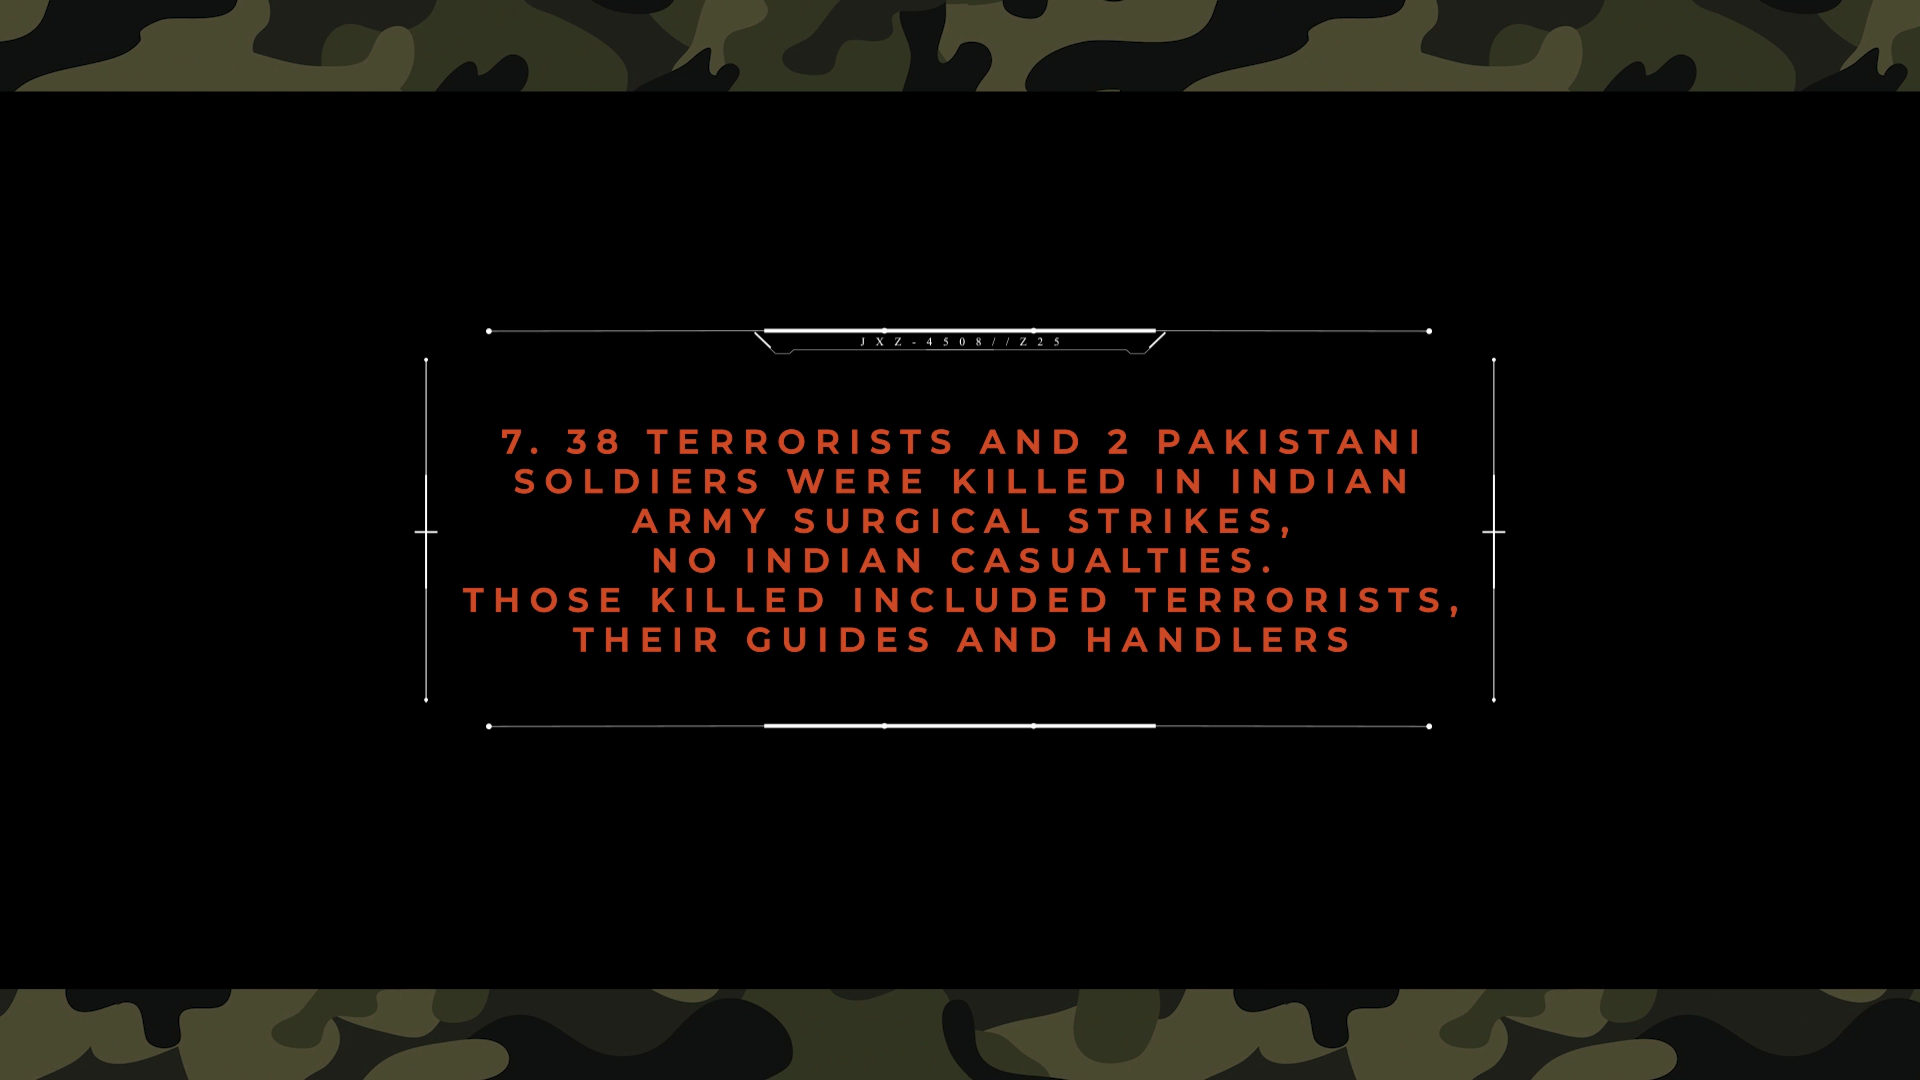 JXZ-4508//Z25
7. 38 TERRORISTS AND 2 PAKISTANI
SOLDIERS WERE KILLED IN INDIAN
ARMY SURGICAL STRIKES,
NO INDIAN CASUALTIES.
THOSE KILLED INCLUDED TERRORISTS,
THEIR GUIDES AND HANDLERS